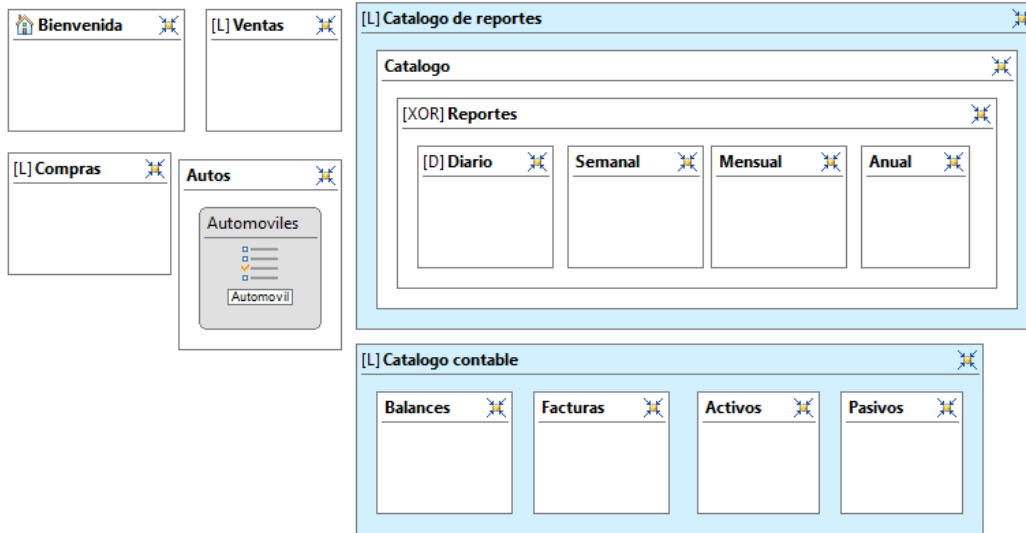 Bienvenida
[L] Ventas
[L] Catalogo de reportes
Catalogo
[XOR] Reportes
[D] Diario
Semanal
Mensual
Anual
[L] Compras
Autos
Automoviles
Automovil
[L] Catalogo contable
Balances
Facturas
Activos
Pasivos